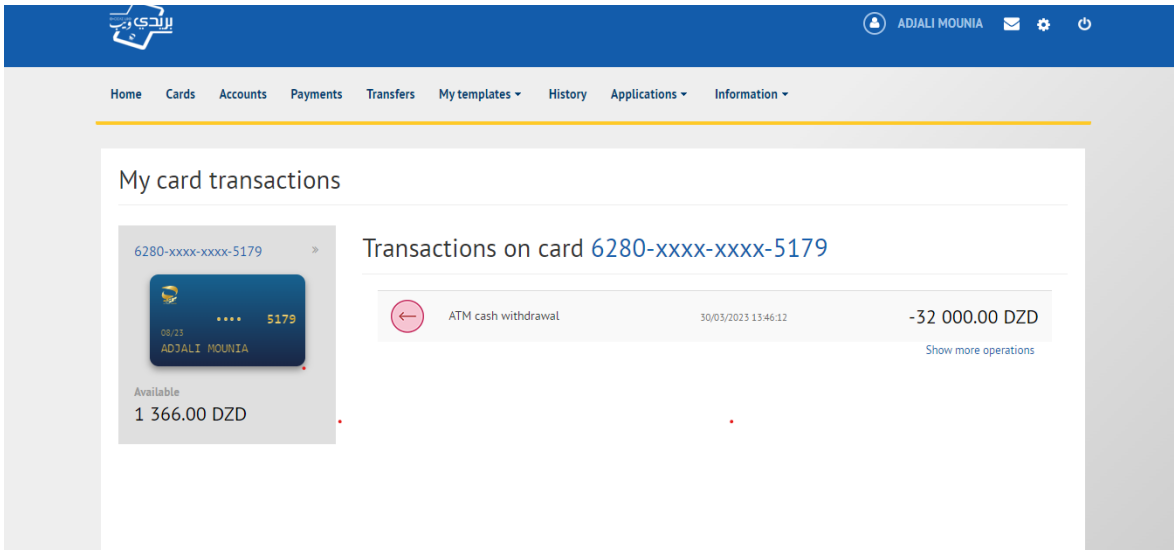 بريدي ويب
ADJALI MOUNIA
Home Cards Accounts Payments Transfers My templates History Applications Information
My card transactions
6280-xxxx-xxxx-5179 »
•••• 5179
08/23
ADJALI MOUNIA
Available
1 366.00 DZD
Transactions on card 6280-xxxx-xxxx-5179
ATM cash withdrawal 30/03/2023 13:46:12 -32 000.00 DZD
Show more operations